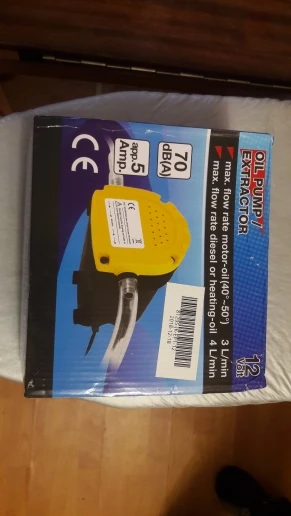 OIL PUMP/
EXTRACTOR
12
Volt
max. flow rate motor-oil(40°-50°) 3 L/min
max. flow rate diesel or heating-oil 4 L/min
70
dB(A)
app.5
Amp.
CE
CE